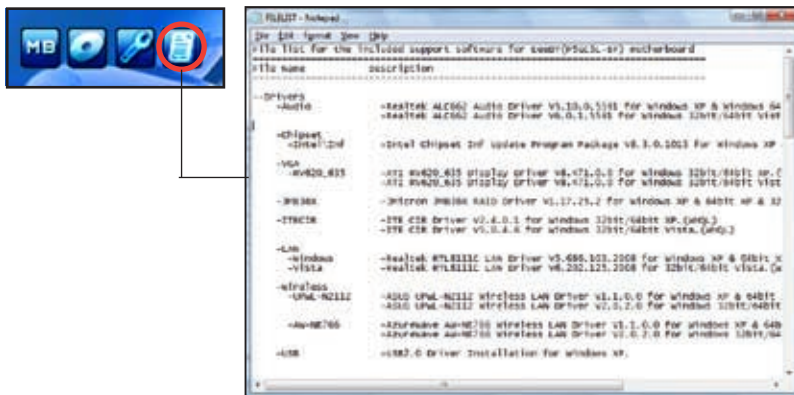 MB
FILELIST - Notepad
File Edit Format View Help
File list for the included support software for motherboard
File name Description
--Drivers
-Audio -Realtek ALC662 Audio Driver V5.10.0.5591 for Windows XP & Windows 64
-Realtek ALC662 Audio Driver V6.0.1.5591 for Windows 32bit/64bit Vist
-Chipset
-Intel\Inf -Intel Chipset Inf Update Program Package V8.3.0.1013 for Windows XP
-VGA
-RV620_635 -ATI RV620_635 Display Driver V8.471.0.0 for Windows 32bit/64bit XP.(
-ATI RV620_635 Display Driver V8.471.0.0 for Windows 32bit/64bit Vist
-JMB38X -JMicron JMB38X RAID Driver V1.17.25.2 for Windows XP & 64bit XP & 32
-ITECIR -ITE CIR Driver V2.4.0.1 for Windows 32bit/64bit XP.(WHQL)
-ITE CIR Driver V5.0.4.6 for Windows 32bit/64bit Vista.(WHQL)
-LAN
-Windows -Realtek RTL8111C LAN Driver V5.686.103.2008 for Windows XP & 64bit X
-Vista -Realtek RTL8111C LAN Driver V6.202.125.2008 for 32bit/64bit Vista.(W
-Wireless
-UPWL-N2112 -ASUS UPWL-N2112 Wireless LAN Driver V1.1.0.0 for Windows XP & 64bit
-ASUS UPWL-N2112 Wireless LAN Driver V2.0.2.0 for Windows 32bit/64bit
-AW-NE766 -Azurewave AW-NE766 Wireless LAN Driver V1.1.0.0 for Windows XP & 64b
-Azurewave AW-NE766 Wireless LAN Driver V2.0.2.0 for Windows 32bit/64
-USB -USB2.0 Driver Installation for Windows XP.